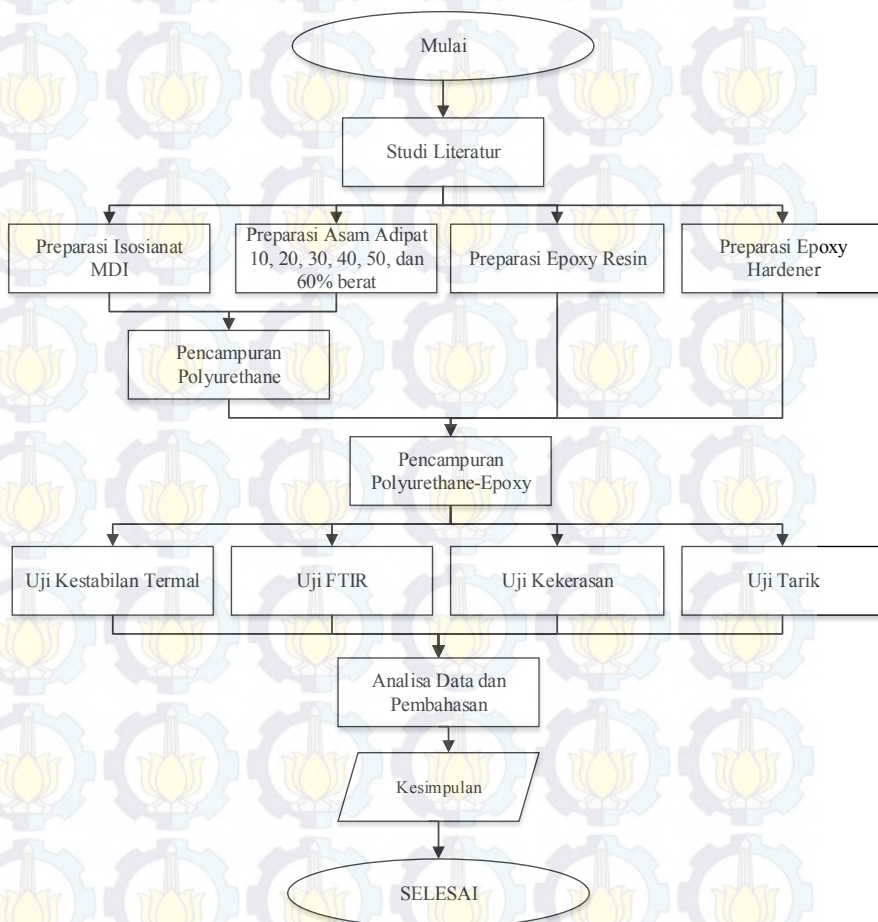 Mulai
Studi Literatur
Preparasi Isosianat
MDI
Preparasi Asam Adipat
10, 20, 30, 40, 50, dan
60% berat
Preparasi Epoxy Resin
Preparasi Epoxy
Hardener
Pencampuran
Polyurethane
Pencampuran
Polyurethane-Epoxy
Uji Kestabilan Termal
Uji FTIR
Uji Kekerasan
Uji Tarik
Analisa Data dan
Pembahasan
Kesimpulan
SELESAI